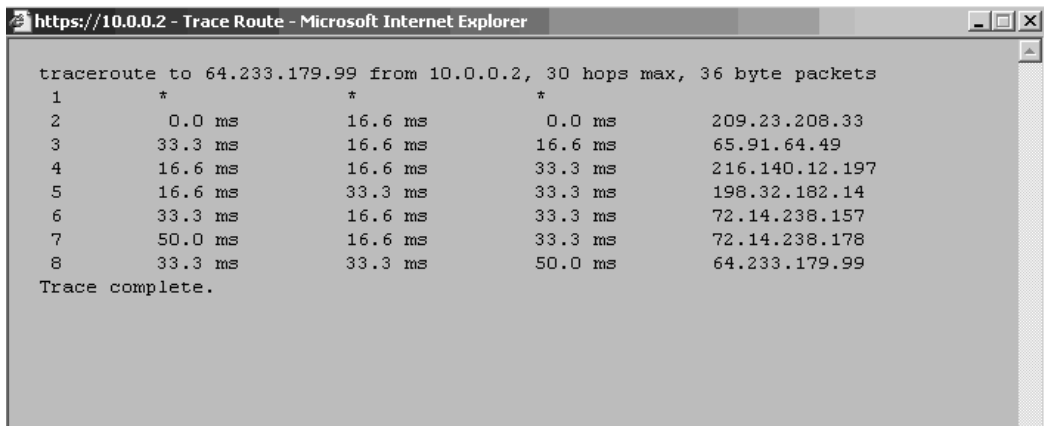 https://10.0.0.2 - Trace Route - Microsoft Internet Explorer
traceroute to 64.233.179.99 from 10.0.0.2, 30 hops max, 36 byte packets
1 * * *
2 0.0 ms 16.6 ms 0.0 ms 209.23.208.33
3 33.3 ms 16.6 ms 16.6 ms 65.91.64.49
4 16.6 ms 16.6 ms 33.3 ms 216.140.12.197
5 16.6 ms 33.3 ms 33.3 ms 198.32.182.14
6 33.3 ms 16.6 ms 33.3 ms 72.14.238.157
7 50.0 ms 16.6 ms 33.3 ms 72.14.238.178
8 33.3 ms 33.3 ms 50.0 ms 64.233.179.99
Trace complete.